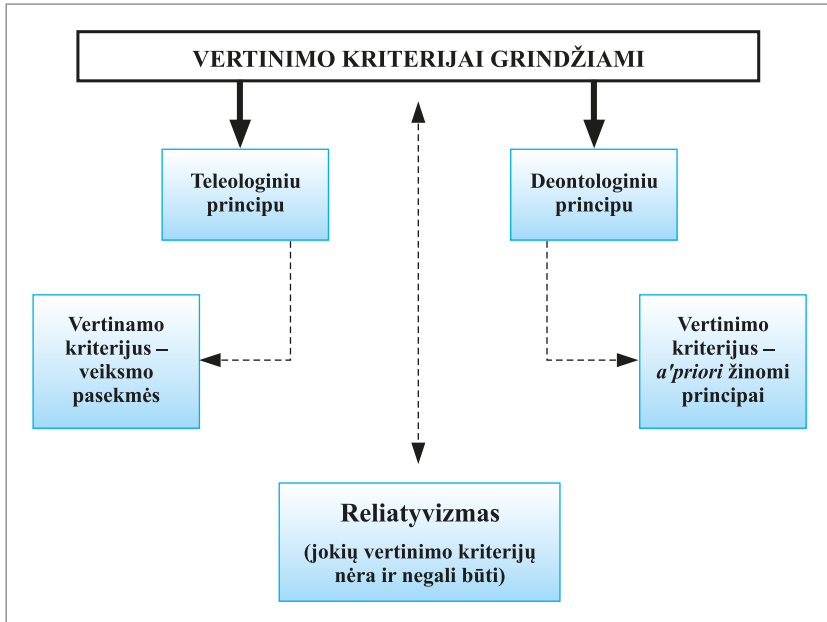 VERTINIMO KRITERIJAI GRINDŽIAMI
Teleologiniu
principu
Deontologiniu
principu
Vertinamo
kriterijus –
veiksmo
pasekmės
Vertinimo
kriterijus –
a'priori žinomi
principai
Reliatyvizmas
(jokių vertinimo kriterijų
nėra ir negali būti)